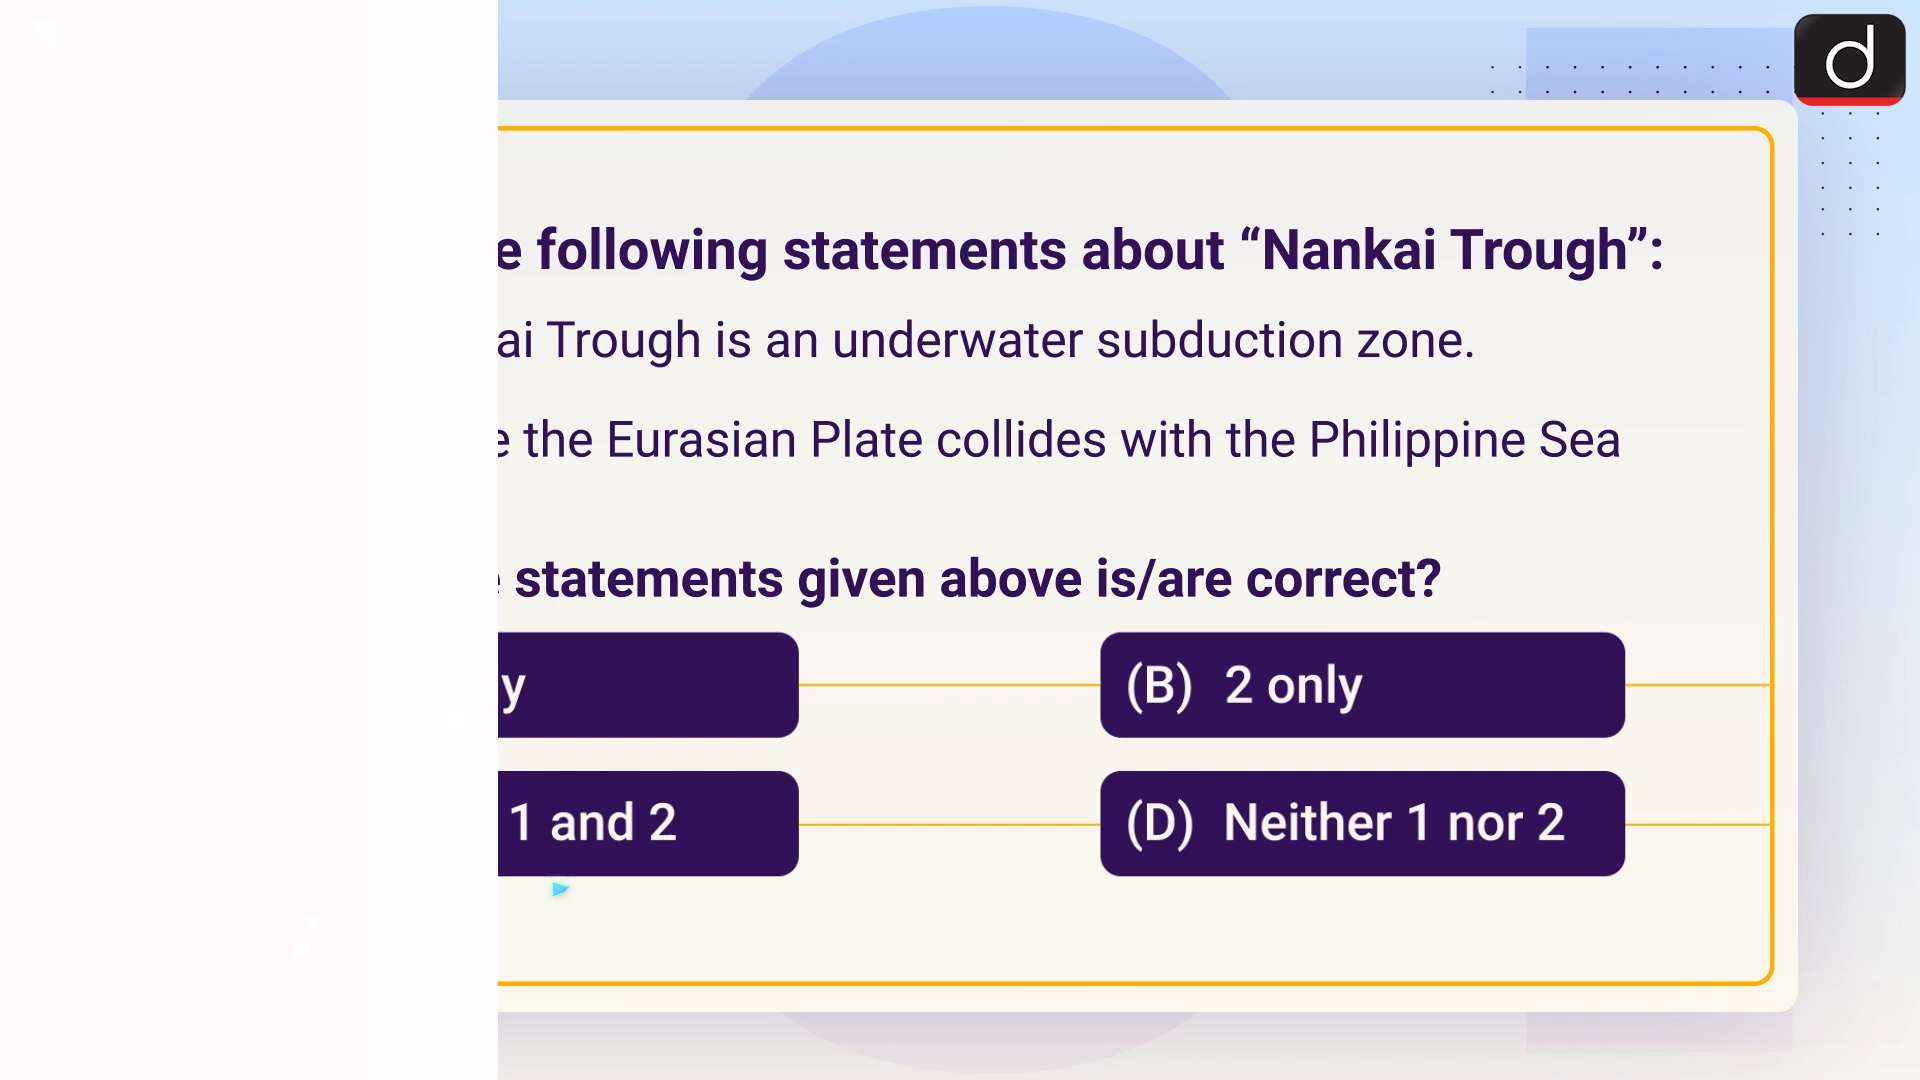 following statements about “Nankai Trough”:
ai Trough is an underwater subduction zone.
e the Eurasian Plate collides with the Philippine Sea
statements given above is/are correct?
y
(B) 2 only
1 and 2
(D) Neither 1 nor 2
d